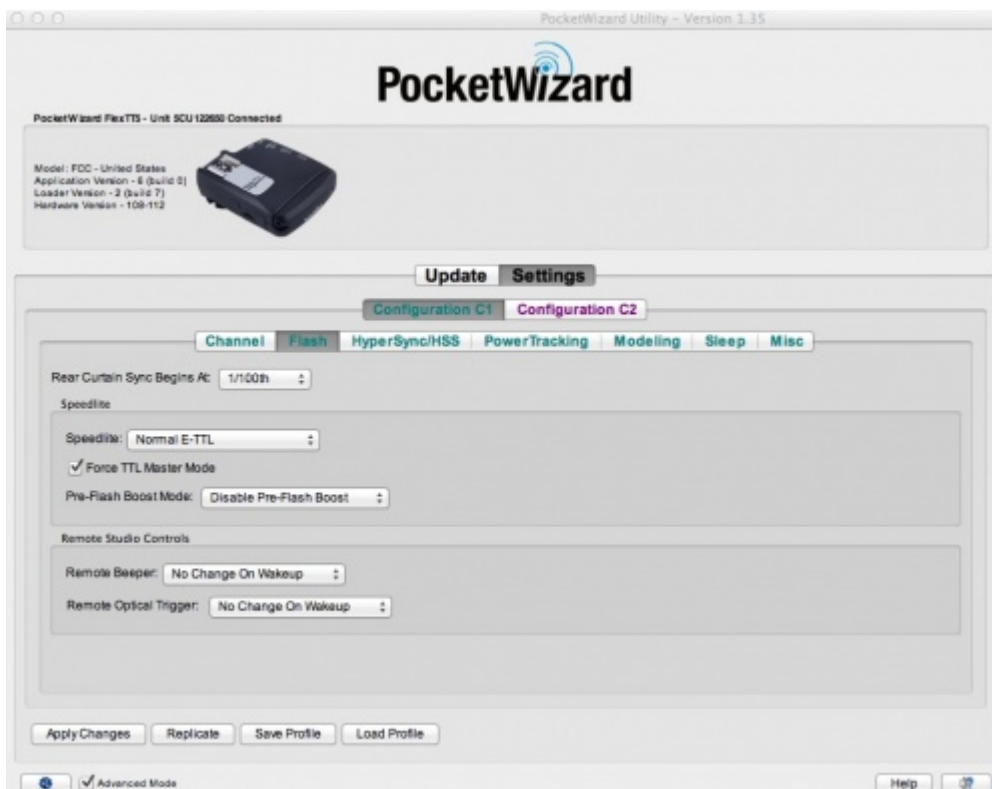 PocketWizard Utility – Version 1.35
PocketWizard
PocketWizard FlexTT5 - Unit 5CU122650 Connected
Model: FCC - United States
Application Version - 6 (build 0)
Loader Version - 2 (build 7)
Hardware Version - 108-112
Update Settings
Configuration C1 Configuration C2
Channel Flash HyperSync/HSS PowerTracking Modeling Sleep Misc
Rear Curtain Sync Begins At: 1/100th
Speedlite
Speedlite: Normal E-TTL
Force TTL Master Mode
Pre-Flash Boost Mode: Disable Pre-Flash Boost
Remote Studio Controls
Remote Beeper: No Change On Wakeup
Remote Optical Trigger: No Change On Wakeup
Apply Changes Replicate Save Profile Load Profile
Advanced Mode Help